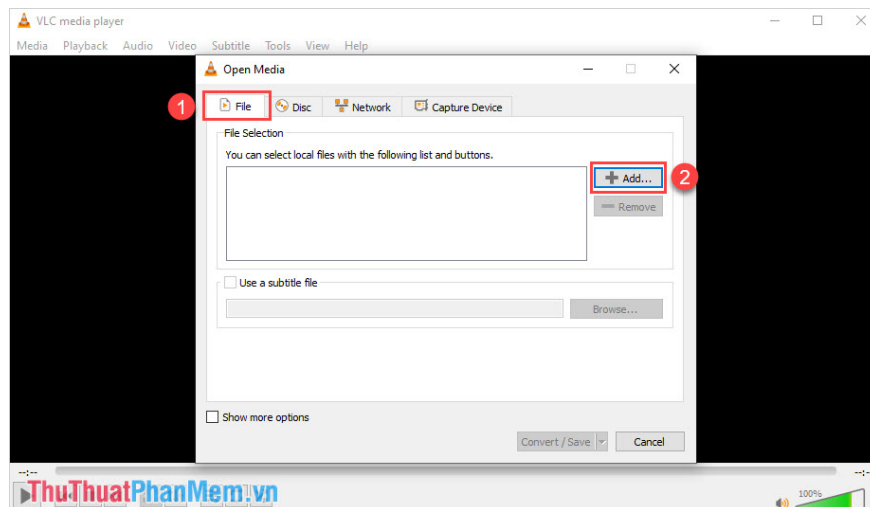 VLC media player
Media Playback Audio Video Subtitle Tools View Help
Open Media
1 File Disc Network Capture Device
File Selection
You can select local files with the following list and buttons.
Add... 2
Remove
Use a subtitle file
Browse...
Show more options
Convert / Save Cancel
--:-- --:-
ThuThuatPhanMem.vn
100%